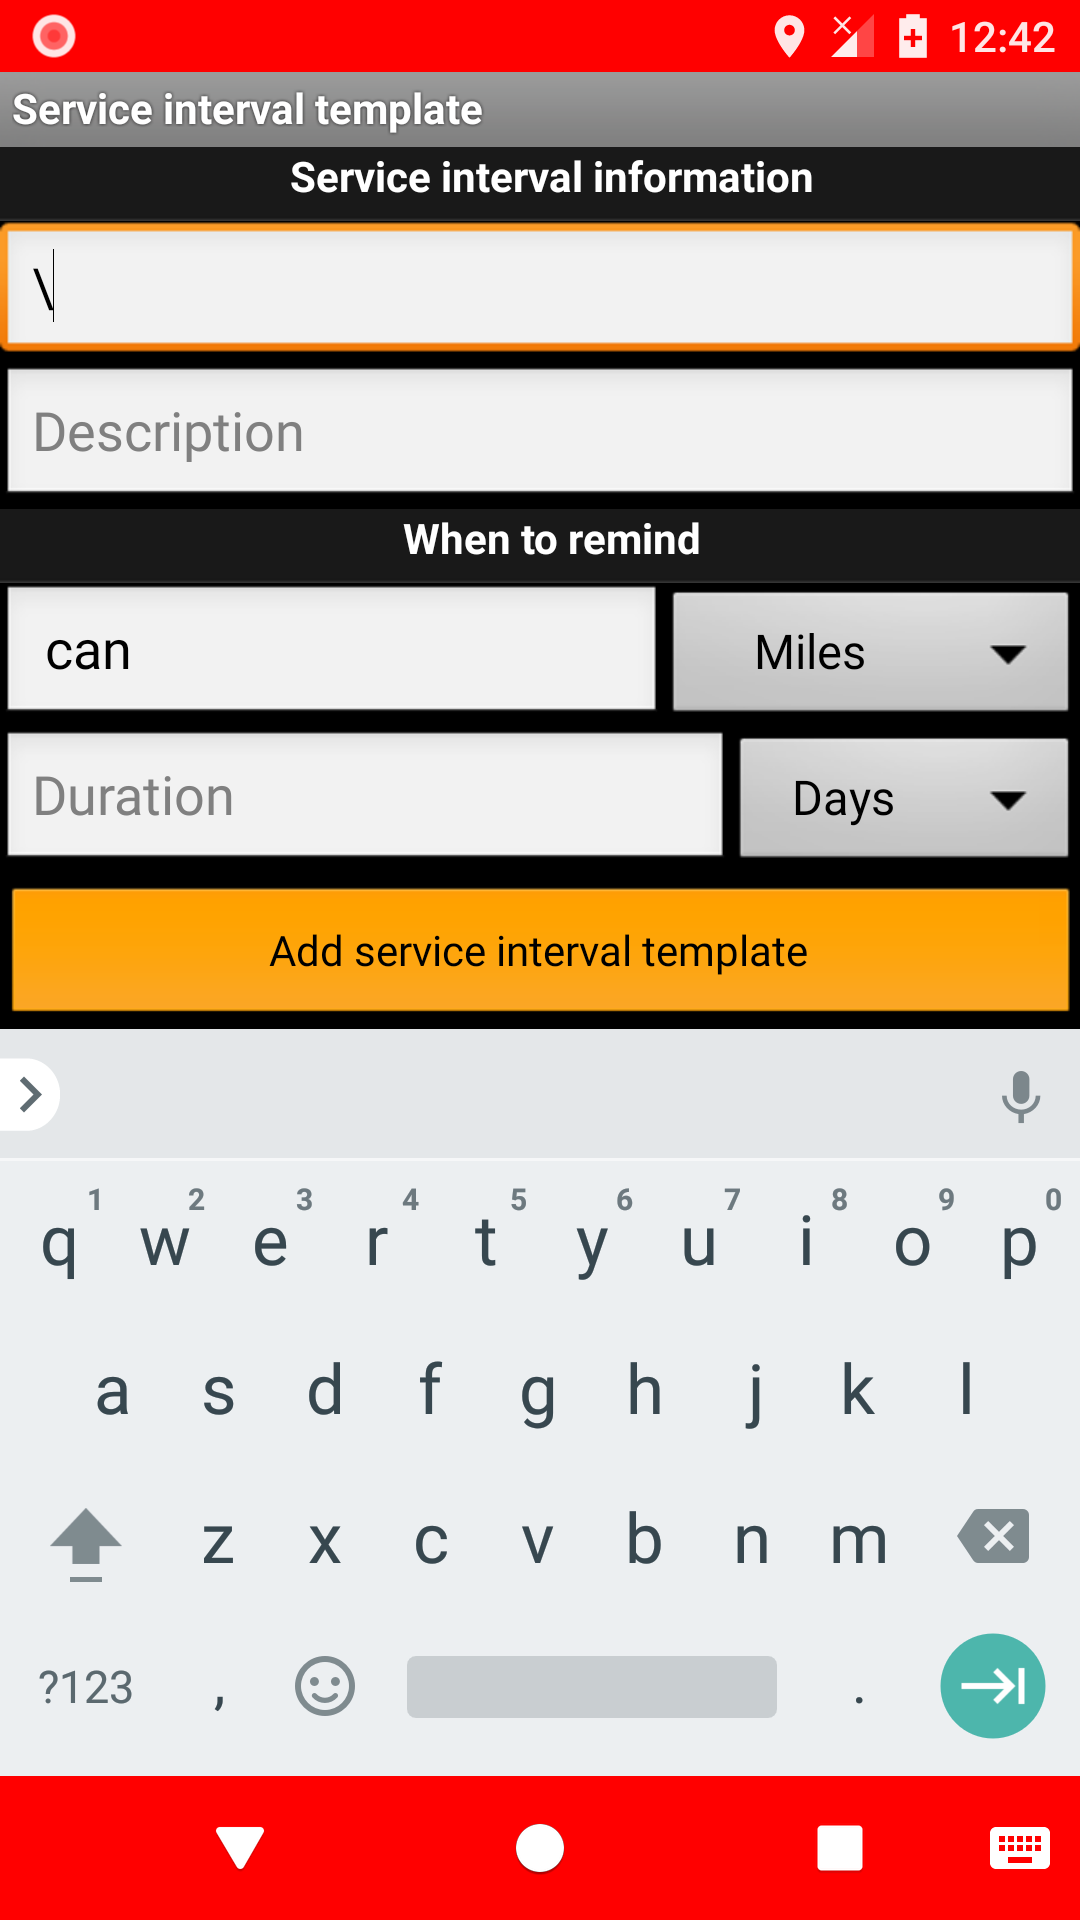 12:42
Service interval template
Service interval information
\
Description
When to remind
can
Miles
Duration
Days
Add service interval template
1 2 3 4 5 6 7 8 9 0
q w e r t y u i o p
a s d f g h j k l
z x c v b n m
?123 , .